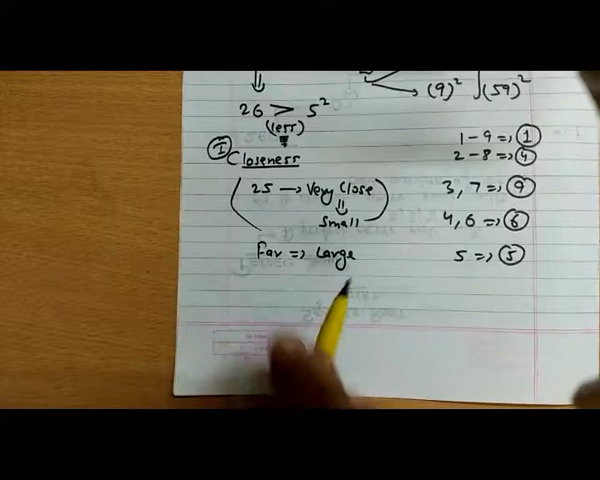 (9)² (59)²
26 > 5²
(less)
I Closeness
25 → Very Close
⇓
Small
Far => Large
1-9 => 1
2-8 => 4
3, 7 => 9
4, 6 => 6
5 => 5